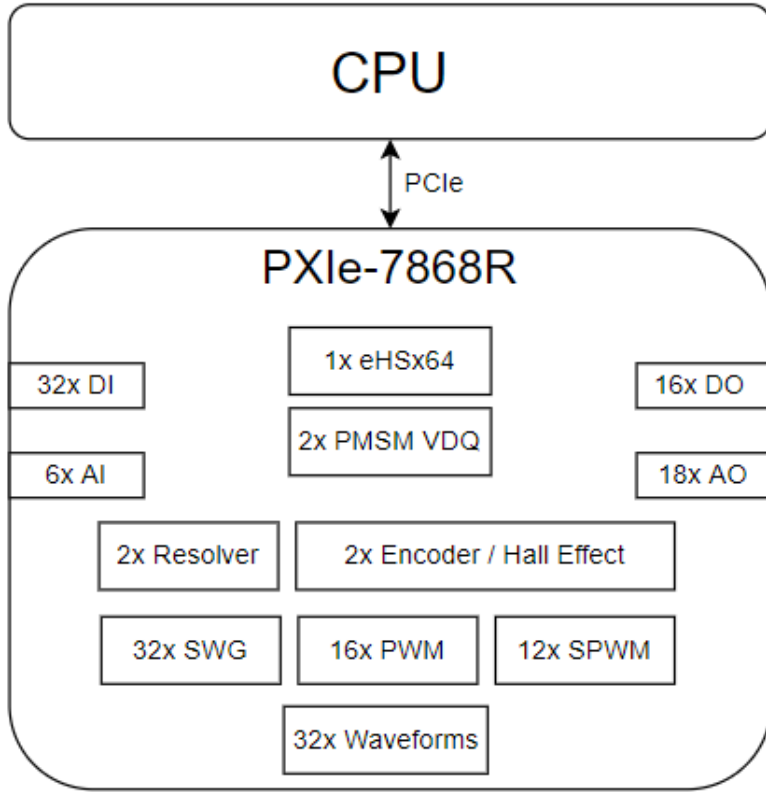 CPU
PCIe
PXIe-7868R
1x eHSx64
32x DI
16x DO
2x PMSM VDQ
6x AI
18x AO
2x Resolver
2x Encoder / Hall Effect
32x SWG
16x PWM
12x SPWM
32x Waveforms